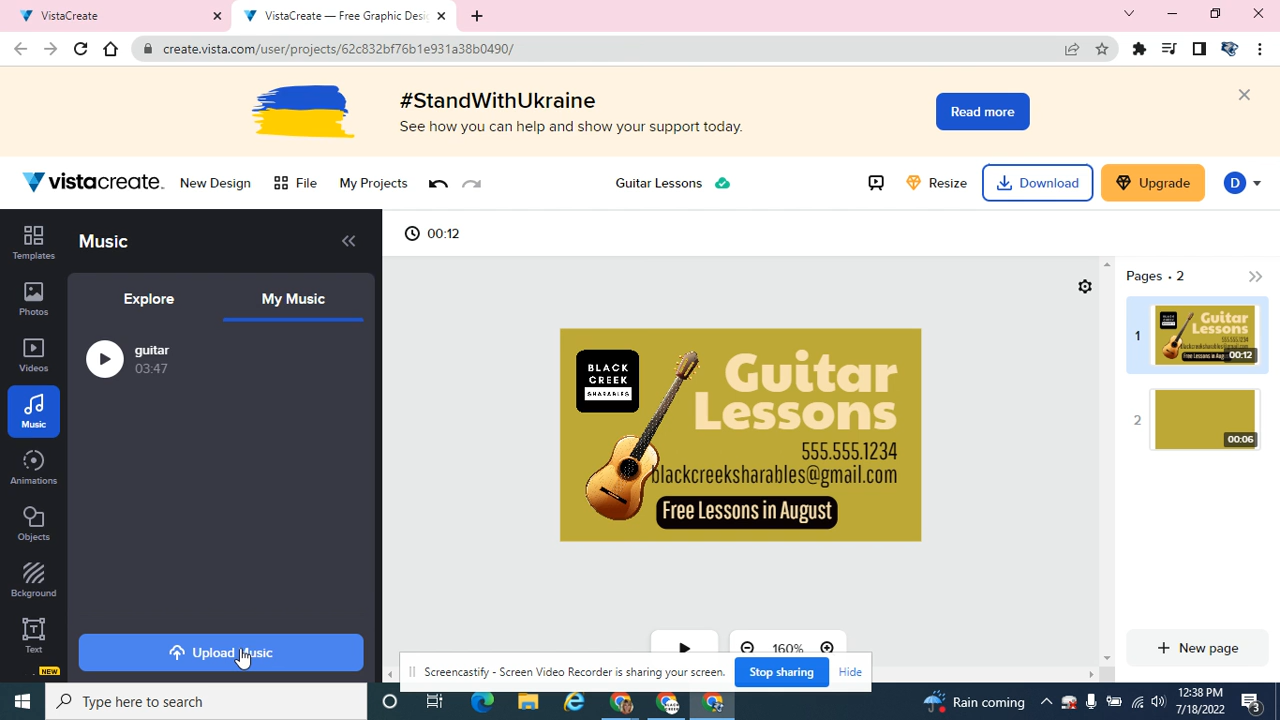 VistaCreate
VistaCreate — Free Graphic Desi
create.vista.com/user/projects/62c832bf76b1e931a38b0490/
#StandWithUkraine
See how you can help and show your support today.
Read more
vistacreate
New Design
File
My Projects
Guitar Lessons
Resize
Download
Upgrade
D
Templates
Photos
Videos
Music
Animations
Objects
Bckground
Text
NEW
Music
Explore
My Music
guitar
03:47
Upload Music
00:12
BLACK
CREEK
SHARABLES
Guitar
Lessons
555.555.1234
blackcreeksharables@gmail.com
Free Lessons in August
160%
Pages • 2
1
Guitar
Lessons
00:12
2
00:06
New page
Screencastify - Screen Video Recorder is sharing your screen.
Stop sharing
Hide
Type here to search
Rain coming
12:38 PM
7/18/2022
3